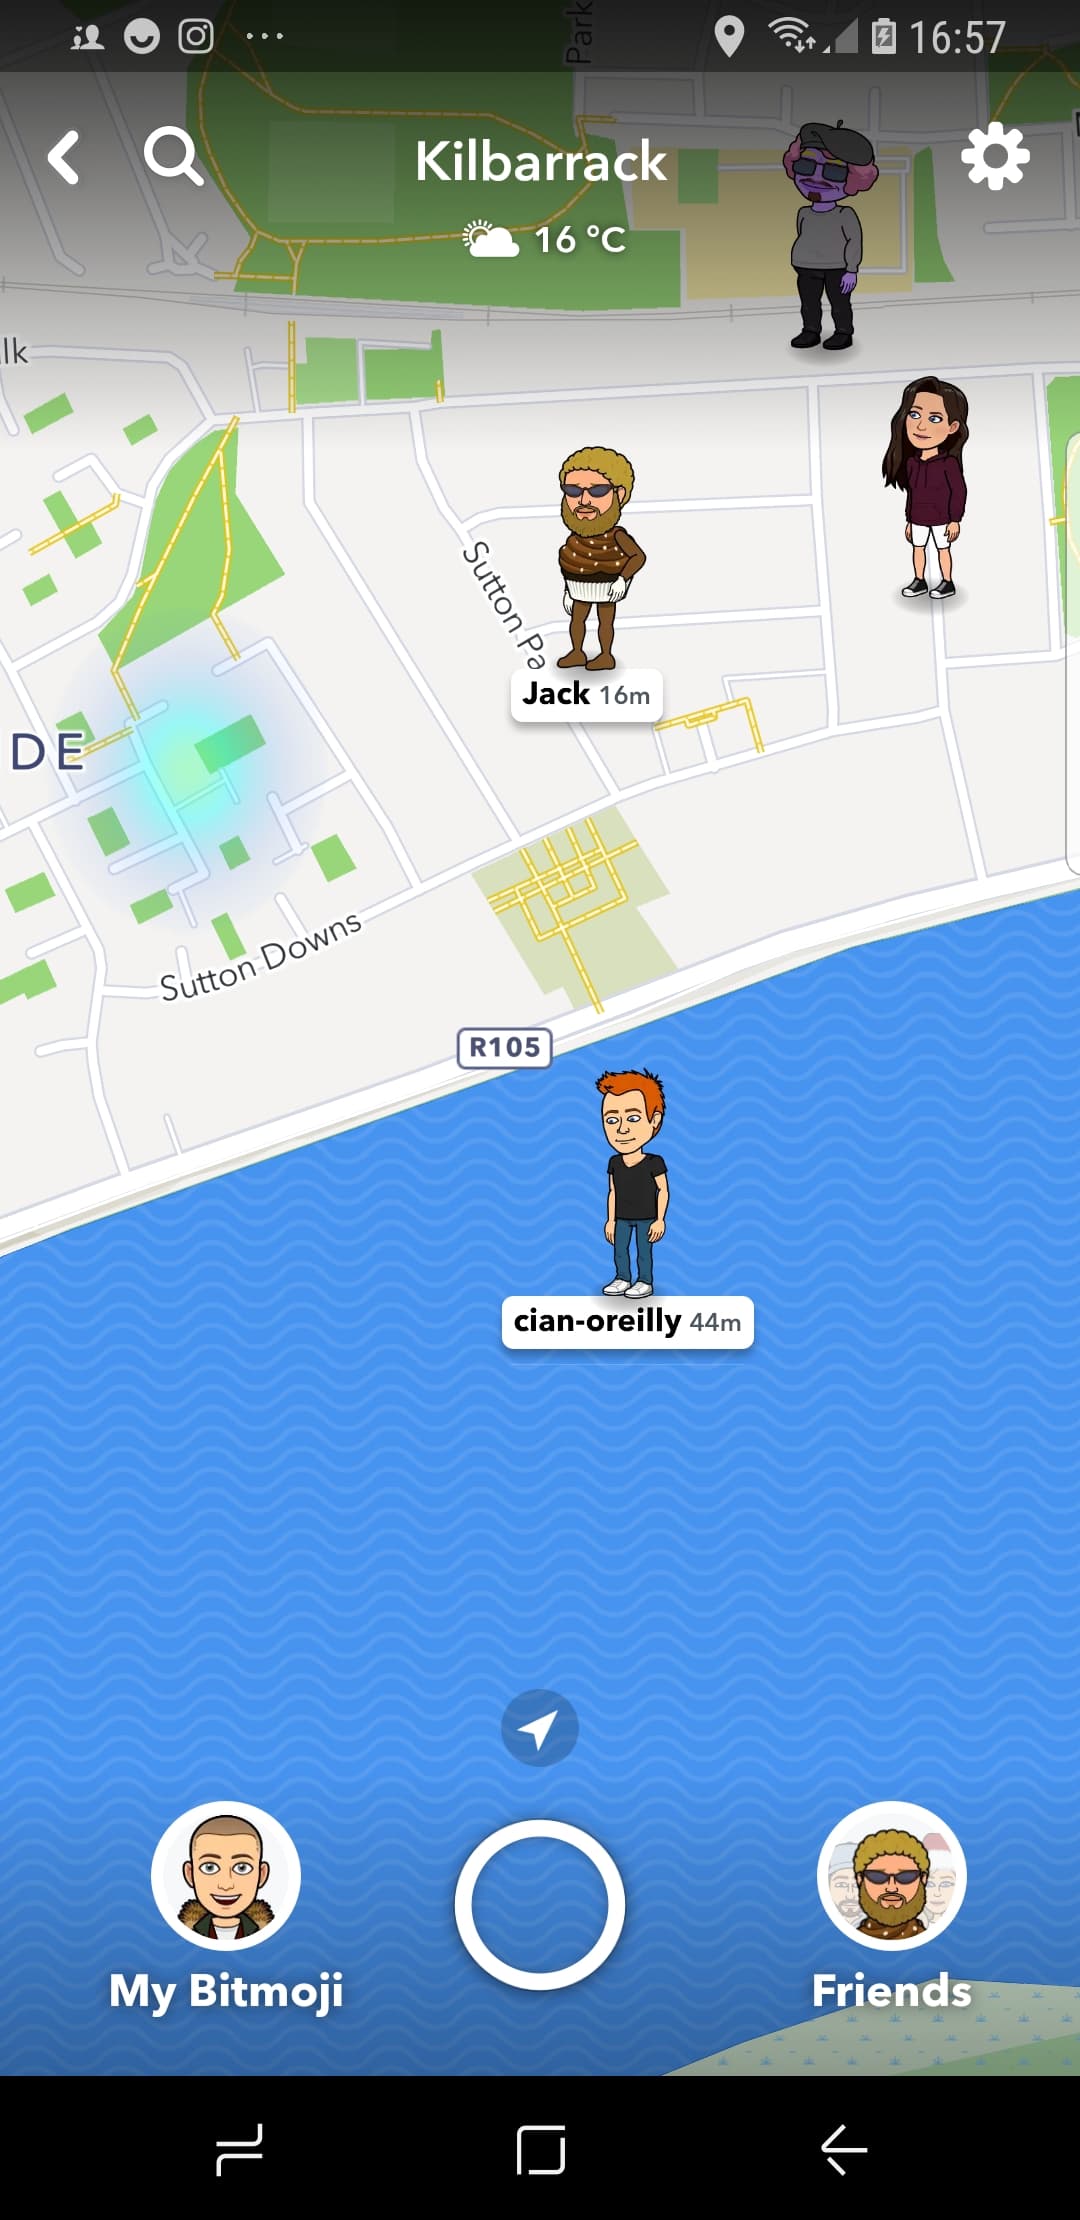 16:57
Park
Kilbarrack
16 °C
lk
Sutton Pa
Jack 16m
DE
Sutton Downs
R105
cian-oreilly 44m
My Bitmoji
Friends